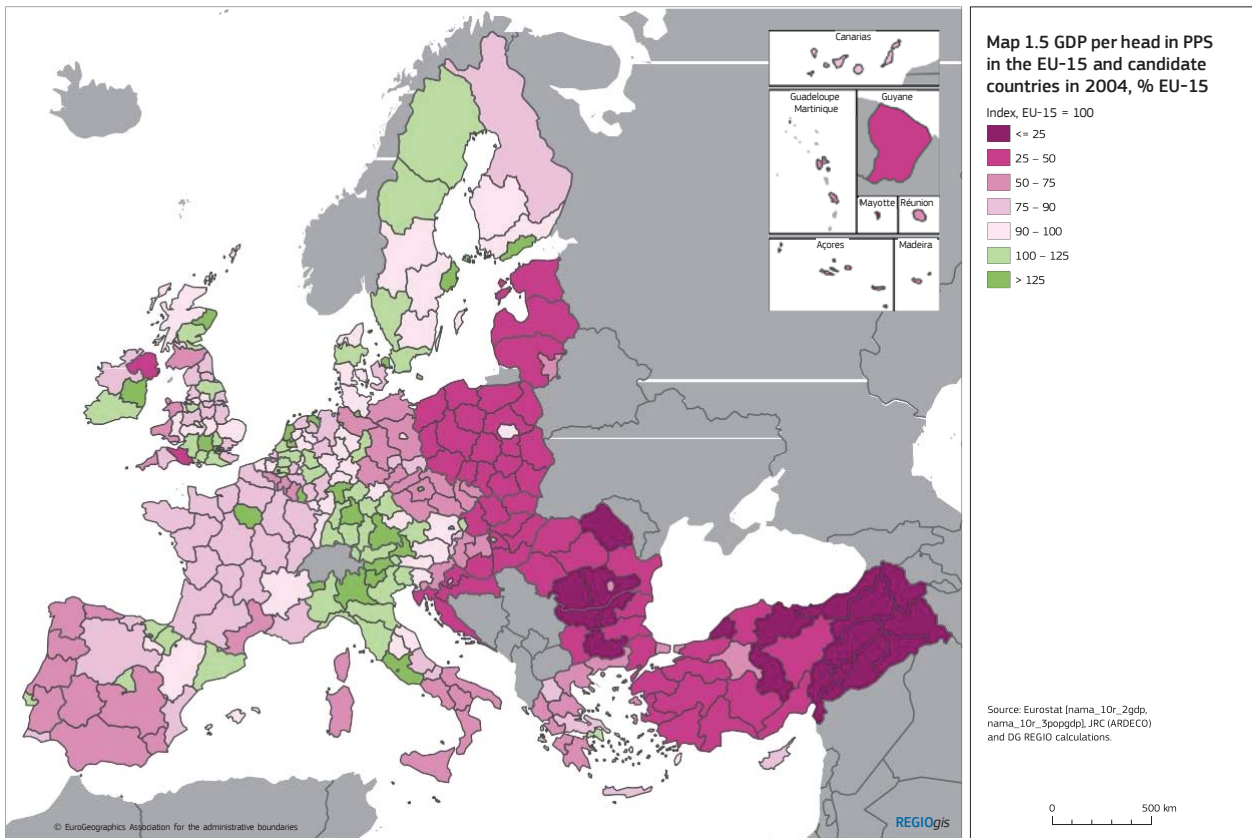 Canarias
Guadeloupe
Martinique
Guyane
Mayotte
Réunion
Açores
Madeira
© EuroGeographics Association for the administrative boundaries
REGIOgis
Map 1.5 GDP per head in PPS
in the EU-15 and candidate
countries in 2004, % EU-15
Index, EU-15 = 100
<= 25
25 – 50
50 – 75
75 – 90
90 – 100
100 – 125
> 125
Source: Eurostat [nama_10r_2gdp,
nama_10r_3popgdp], JRC (ARDECO)
and DG REGIO calculations.
0 500 km